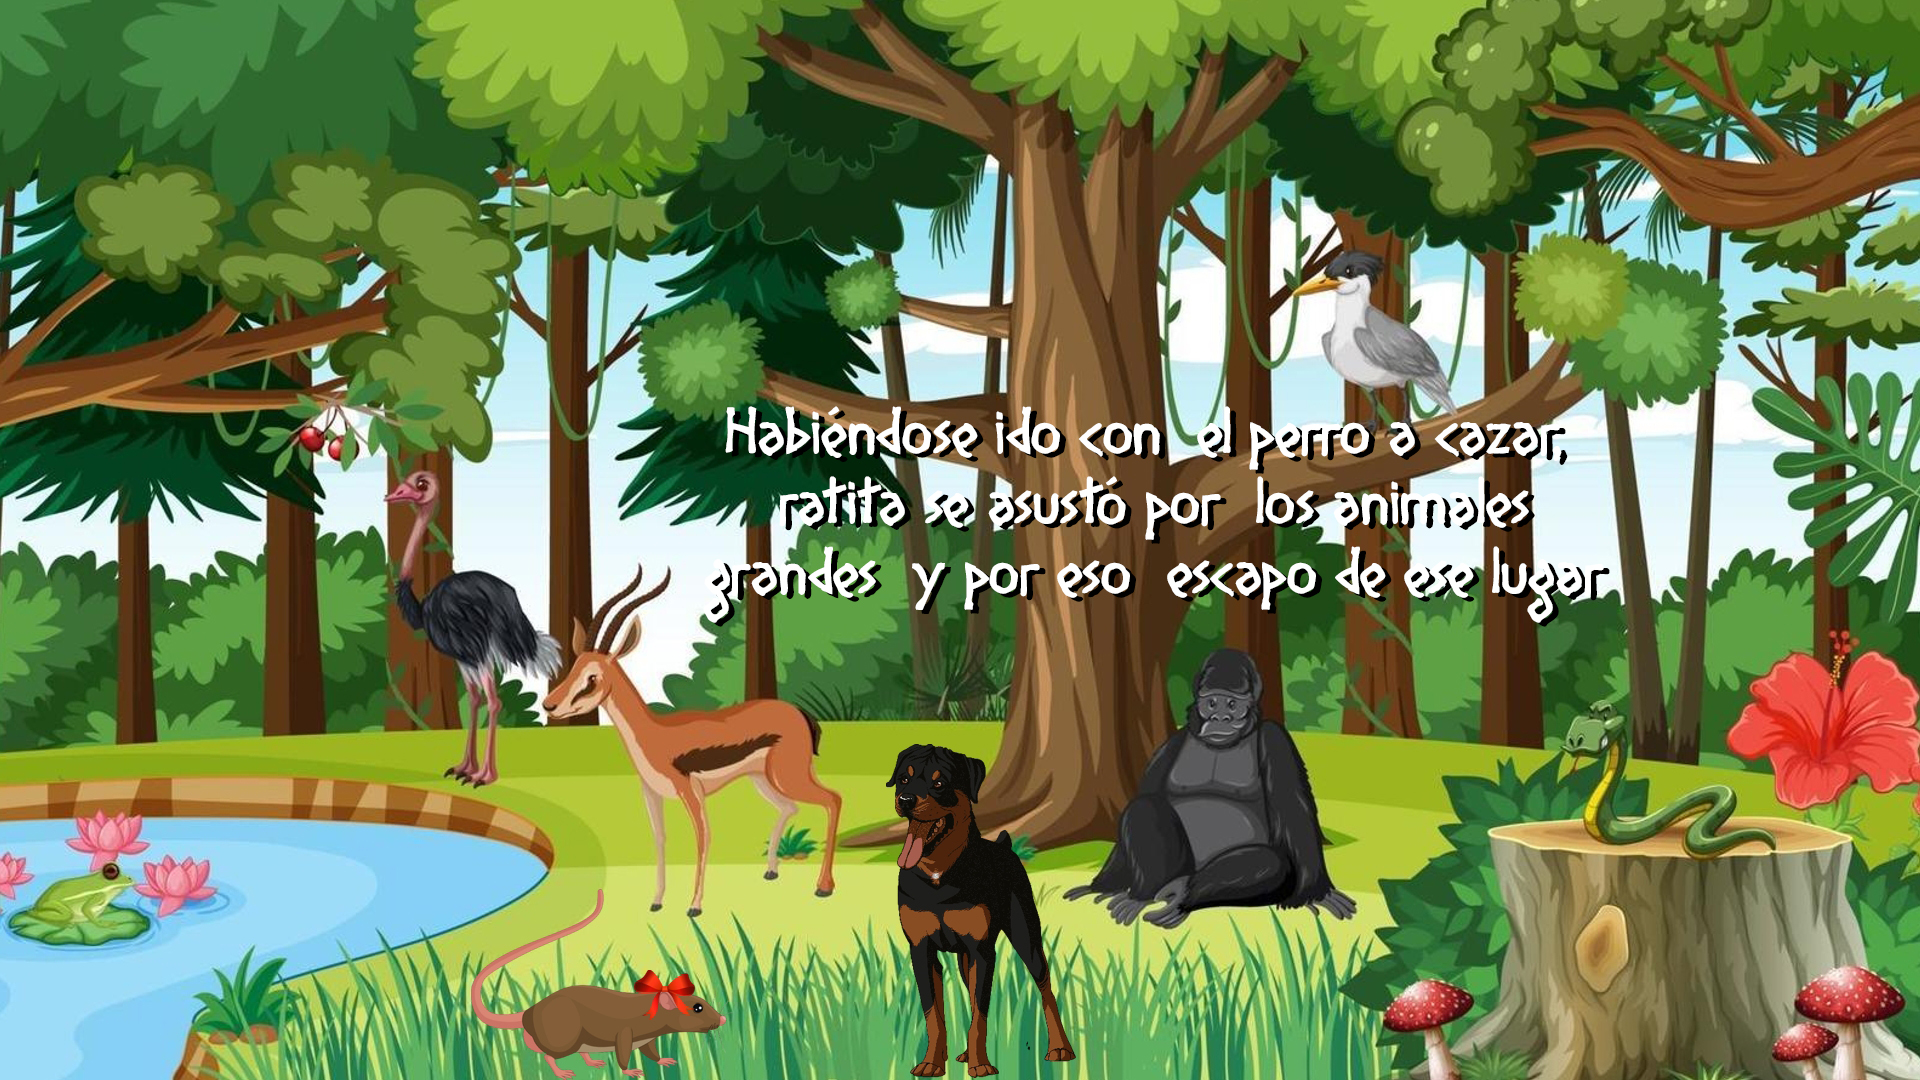 Habiéndose ido con el perro a cazar,
ratita se asustó por los animales
grandes y por eso escapo de ese lugar